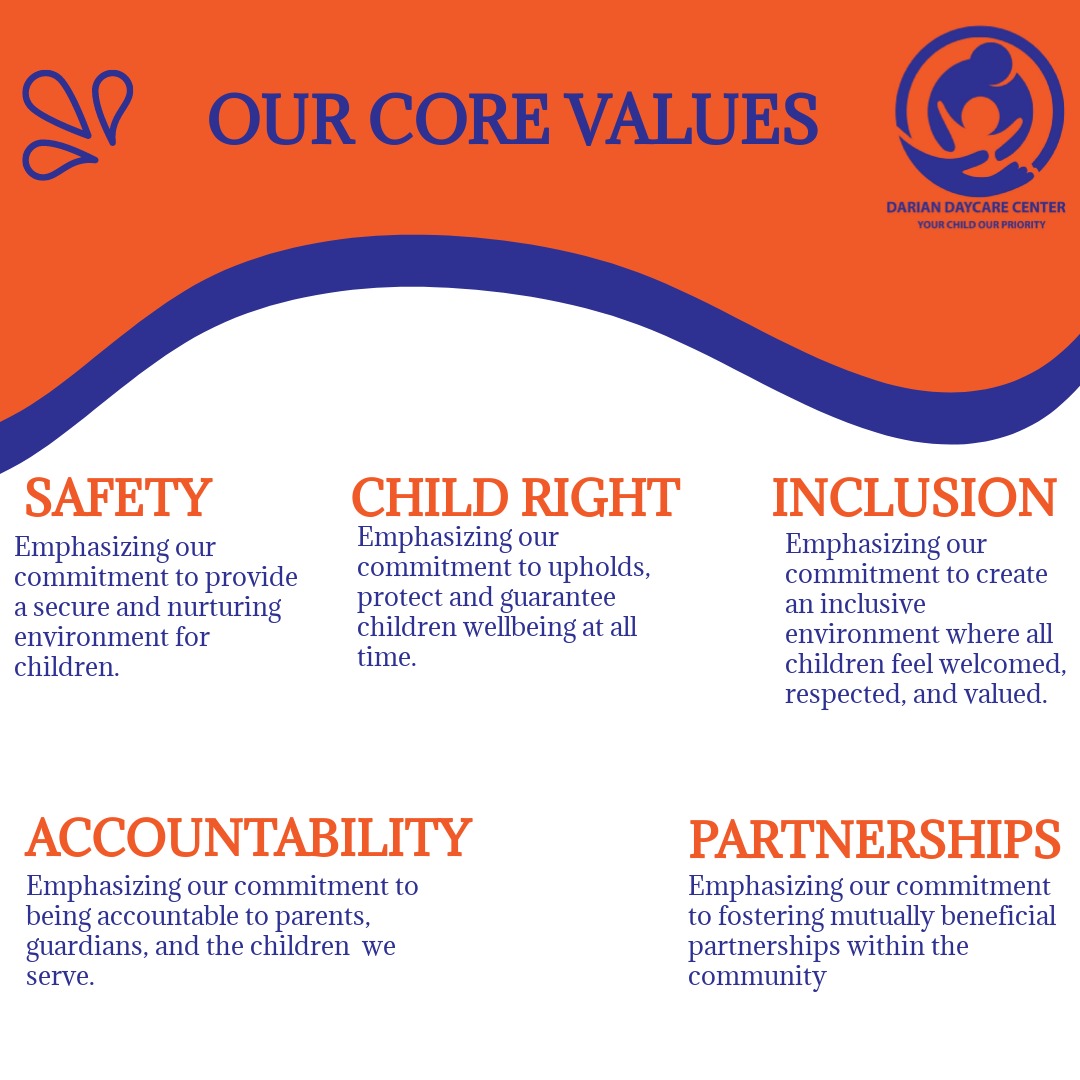 OUR CORE VALUES
DARIAN DAYCARE CENTER
YOUR CHILD OUR PRIORITY
SAFETY
Emphasizing our
commitment to provide
a secure and nurturing
environment for
children.
CHILD RIGHT
Emphasizing our
commitment to upholds,
protect and guarantee
children wellbeing at all
time.
INCLUSION
Emphasizing our
commitment to create
an inclusive
environment where all
children feel welcomed,
respected, and valued.
ACCOUNTABILITY
Emphasizing our commitment to
being accountable to parents,
guardians, and the children  we
serve.
PARTNERSHIPS
Emphasizing our commitment
to fostering mutually beneficial
partnerships within the
community